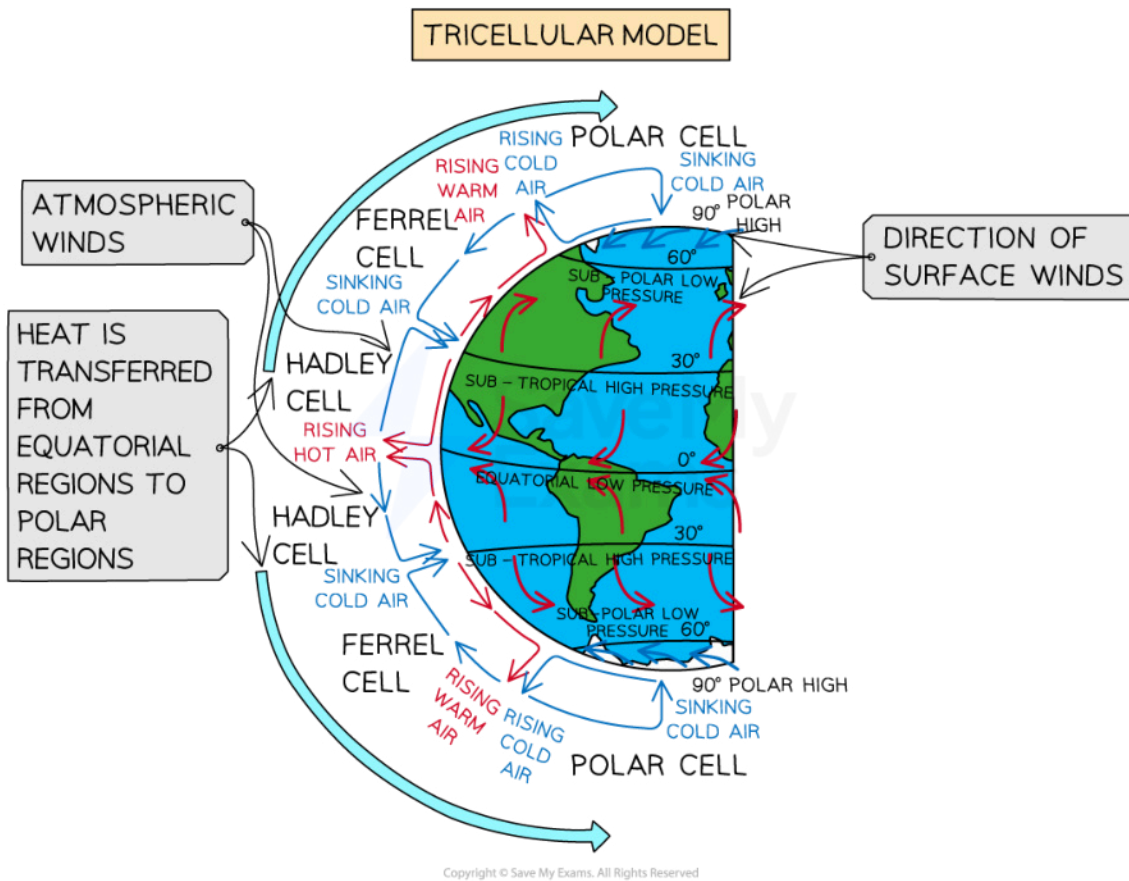 TRICELLULAR MODEL
POLAR CELL
RISING
COLD
AIR
RISING
WARM
AIR
SINKING
COLD AIR
90° POLAR
HIGH
ATMOSPHERIC
WINDS
FERREL
CELL
DIRECTION OF
SURFACE WINDS
60°
SUB - POLAR LOW
PRESSURE
SINKING
COLD AIR
HEAT IS
TRANSFERRED
FROM
EQUATORIAL
REGIONS TO
POLAR
REGIONS
HADLEY
CELL
30°
SUB - TROPICAL HIGH PRESSURE
RISING
HOT AIR
0°
EQUATORIAL LOW PRESSURE
HADLEY
CELL
30°
SUB - TROPICAL HIGH PRESSURE
SINKING
COLD AIR
SUB-POLAR LOW
PRESSURE 60°
FERREL
CELL
90° POLAR HIGH
SINKING
COLD AIR
RISING
WARM
AIR
RISING
COLD
AIR
POLAR CELL
Save My
Exams
Copyright © Save My Exams. All Rights Reserved